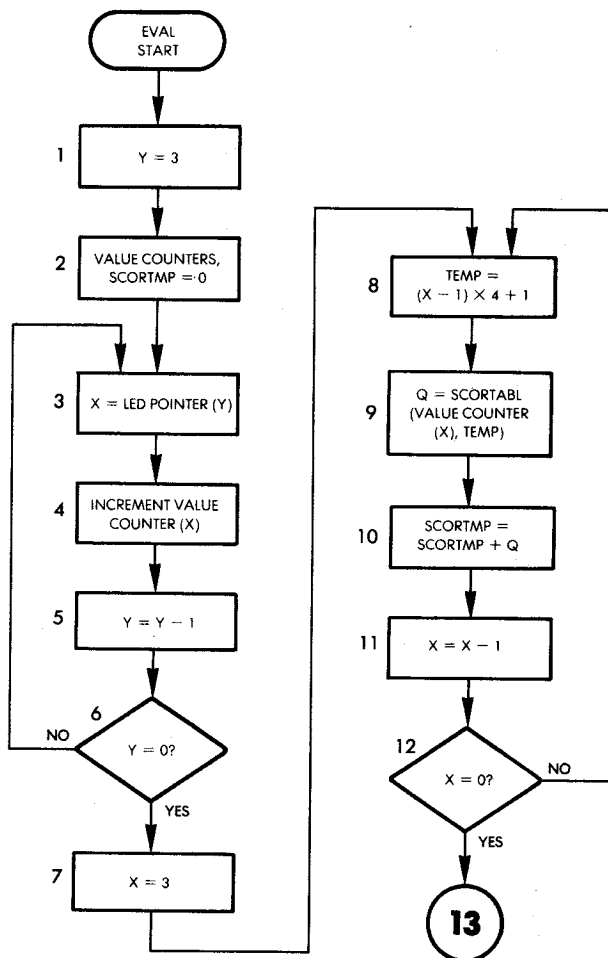 EVAL
START
1
Y = 3
2
VALUE COUNTERS,
SCORTMP = 0
3
X = LED POINTER (Y)
4
INCREMENT VALUE
COUNTER (X)
5
Y = Y − 1
6
Y = 0?
NO
YES
7
X = 3
8
TEMP =
(X − 1) × 4 + 1
9
Q = SCORTABL
(VALUE COUNTER
(X), TEMP)
10
SCORTMP =
SCORTMP + Q
11
X = X − 1
12
X = 0?
NO
YES
13